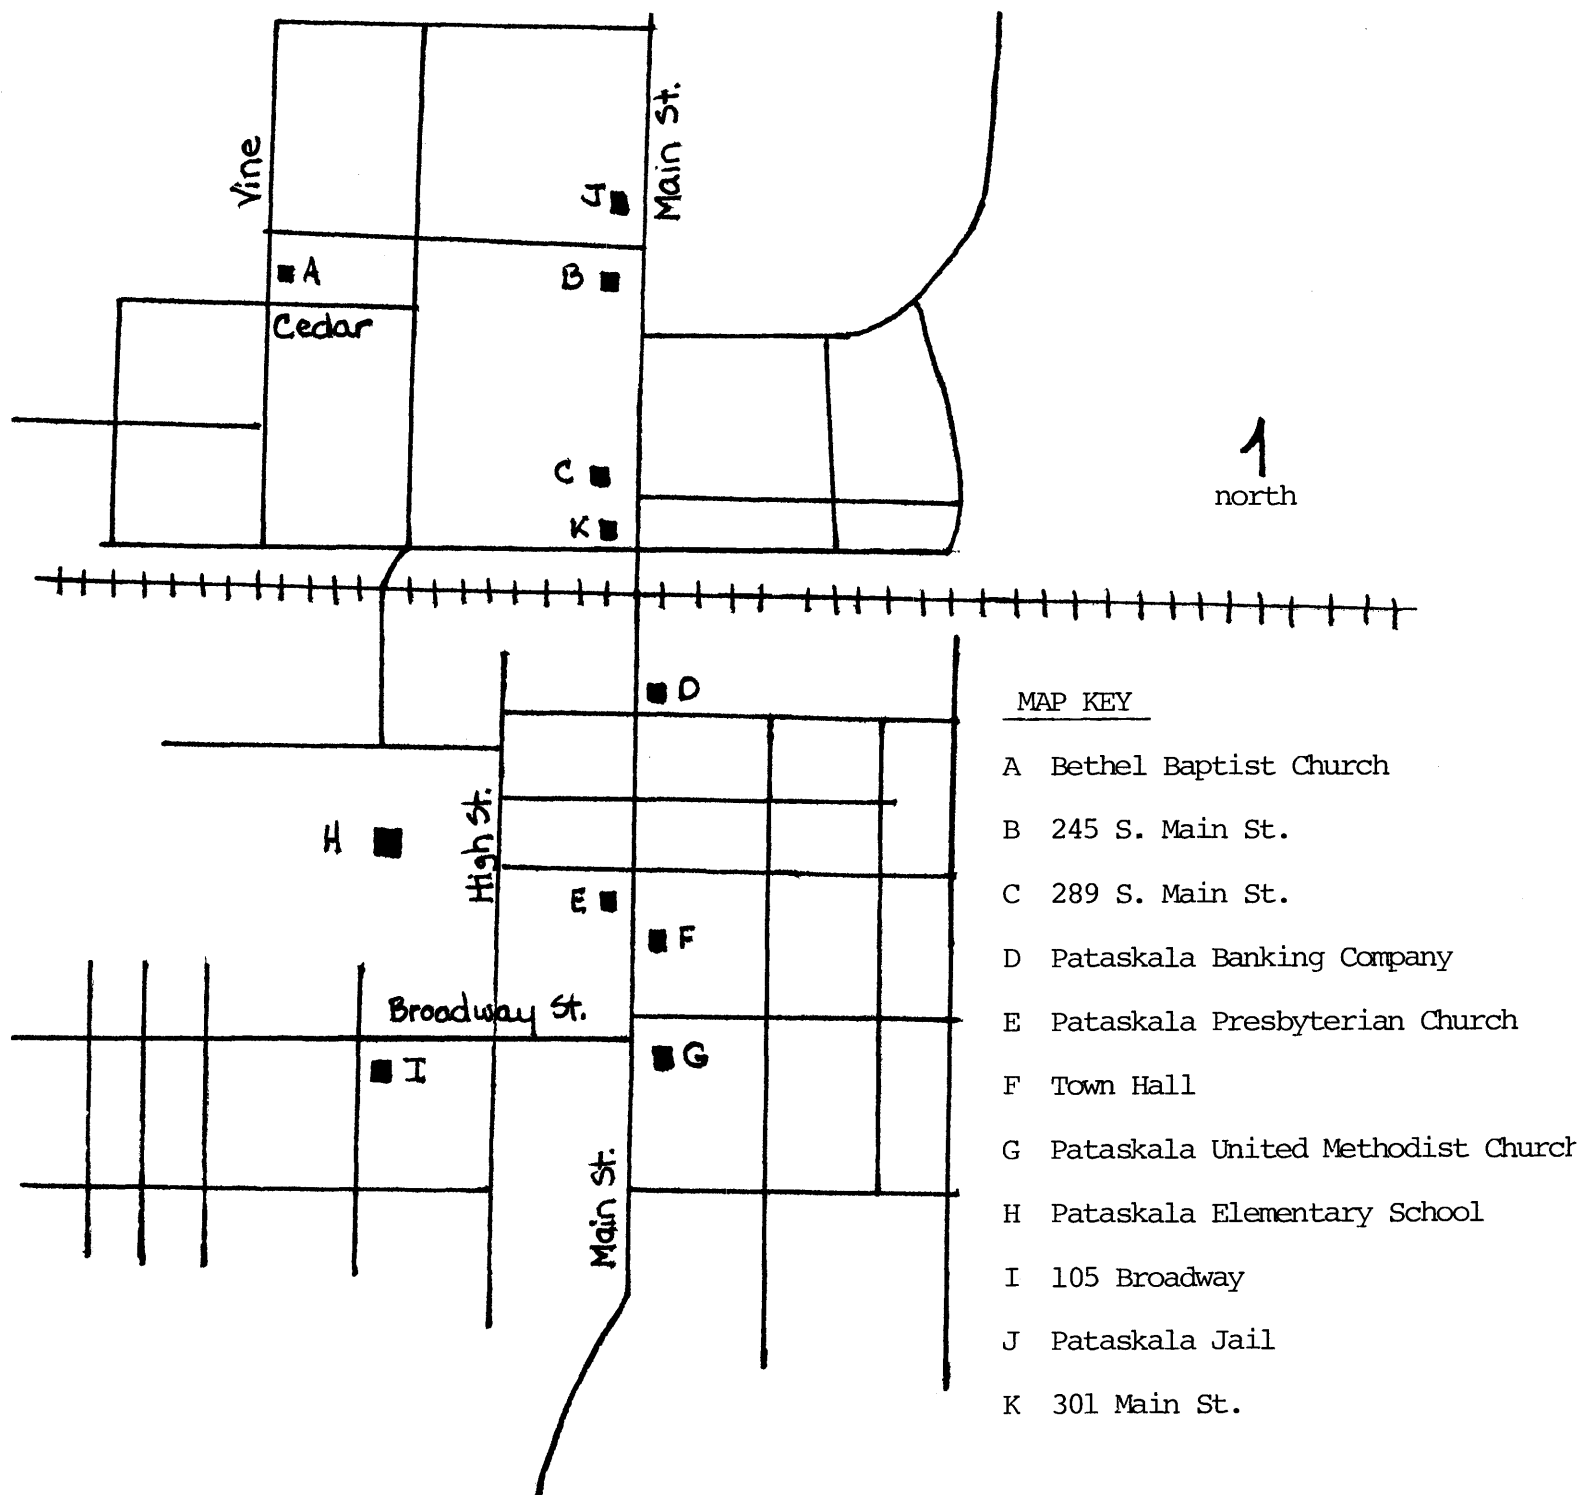 Vine
Main St.
J
A
B
Cedar
C
K
north
D
H
High St.
E
F
Broadway St.
I
G
Main St.
MAP KEY
A Bethel Baptist Church
B 245 S. Main St.
C 289 S. Main St.
D Pataskala Banking Company
E Pataskala Presbyterian Church
F Town Hall
G Pataskala United Methodist Church
H Pataskala Elementary School
I 105 Broadway
J Pataskala Jail
K 301 Main St.